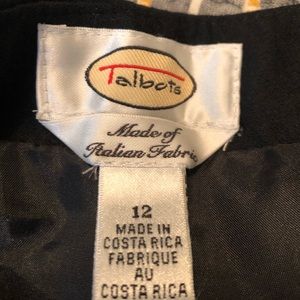 Talbots
Made of
Italian Fabric
12
MADE IN
COSTA RICA
FABRIQUE
AU
COSTA RICA